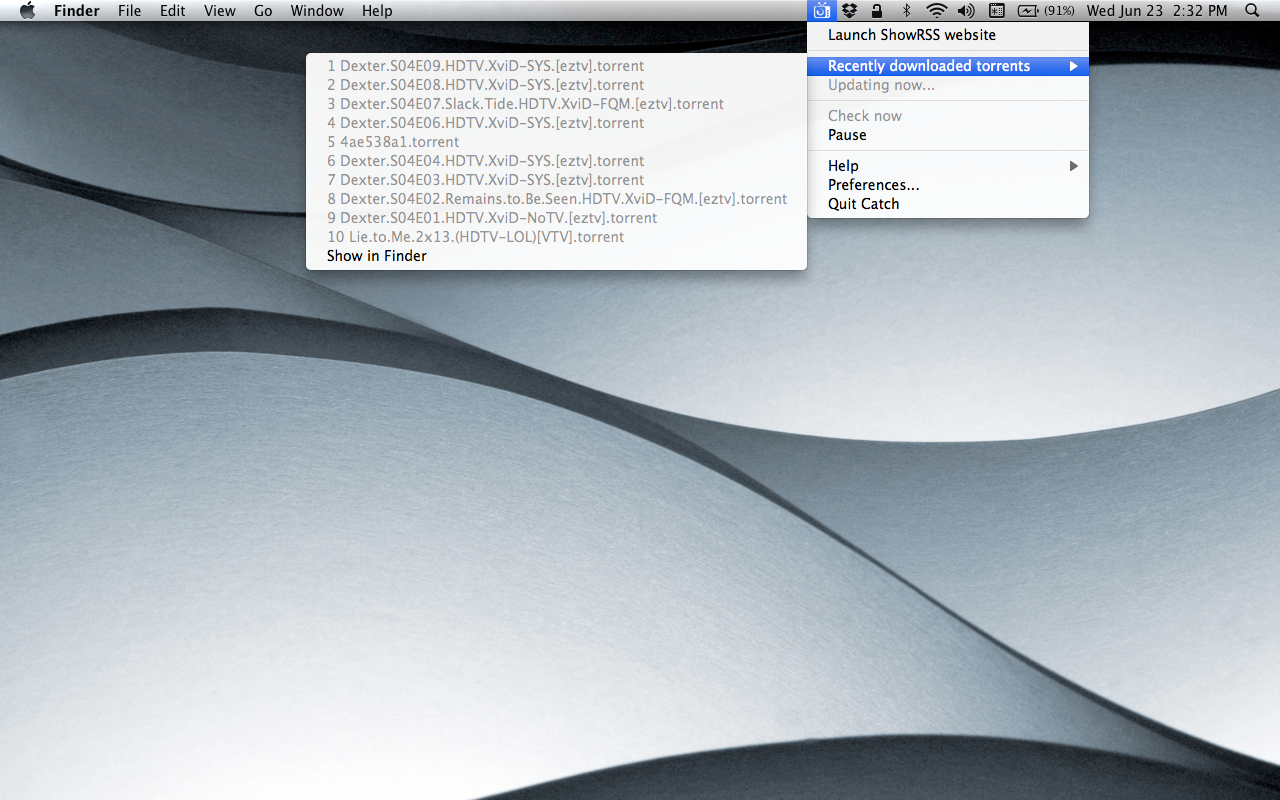 Finder File Edit View Go Window Help (91%) Wed Jun 23 2:32 PM
Launch ShowRSS website
Recently downloaded torrents
Updating now...
Check now
Pause
Help
Preferences...
Quit Catch
1 Dexter.S04E09.HDTV.XviD-SYS.[eztv].torrent
2 Dexter.S04E08.HDTV.XviD-SYS.[eztv].torrent
3 Dexter.S04E07.Slack.Tide.HDTV.XviD-FQM.[eztv].torrent
4 Dexter.S04E06.HDTV.XviD-SYS.[eztv].torrent
5 4ae538a1.torrent
6 Dexter.S04E04.HDTV.XviD-SYS.[eztv].torrent
7 Dexter.S04E03.HDTV.XviD-SYS.[eztv].torrent
8 Dexter.S04E02.Remains.to.Be.Seen.HDTV.XviD-FQM.[eztv].torrent
9 Dexter.S04E01.HDTV.XviD-NoTV.[eztv].torrent
10 Lie.to.Me.2x13.(HDTV-LOL)[VTV].torrent
Show in Finder